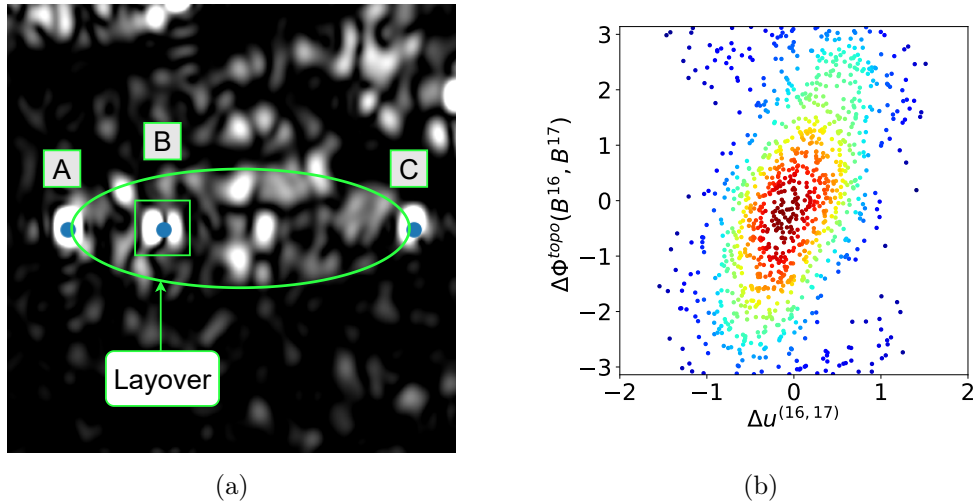 A
B
C
Layover
(a)
ΔΦ^{topo}(B^{16}, B^{17})
3
2
1
0
−1
−2
−3
−2
−1
0
1
2
Δu^{(16, 17)}
(b)